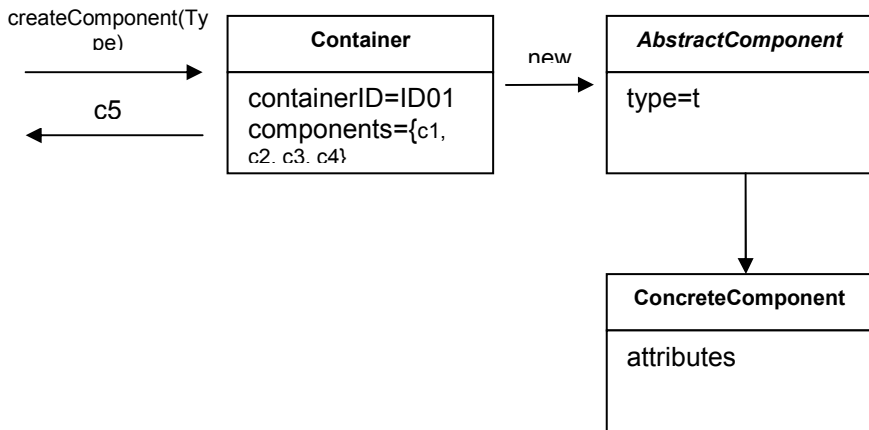 createComponent(Ty
pe)
c5
Container
containerID=ID01
components={c1,
c2, c3, c4}
new
AbstractComponent
type=t
ConcreteComponent
attributes